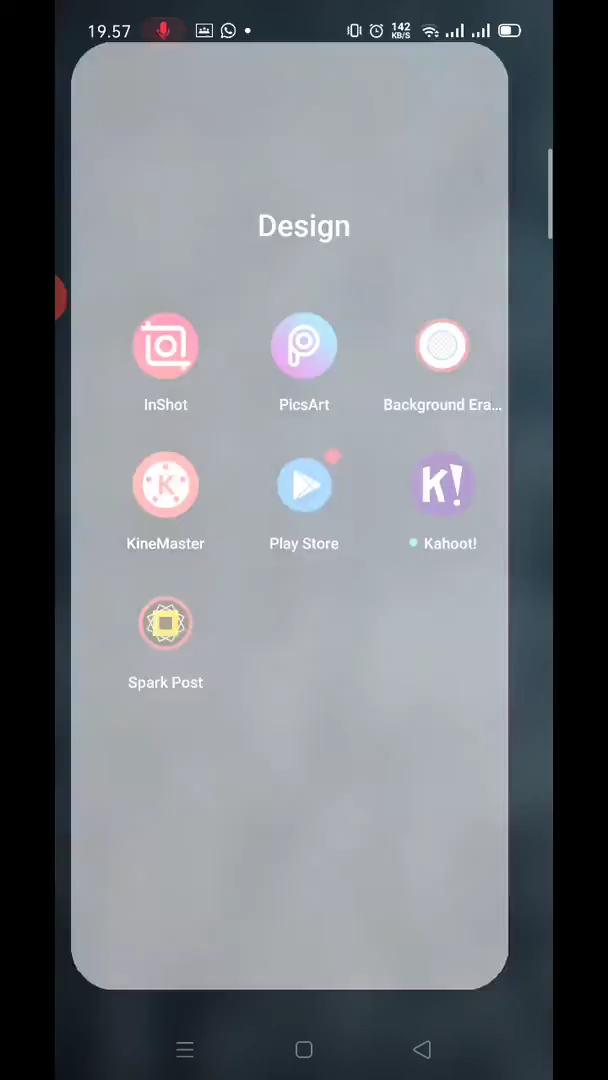 19.57
142
KB/S
Design
InShot
PicsArt
Background Era...
KineMaster
Play Store
Kahoot!
Spark Post